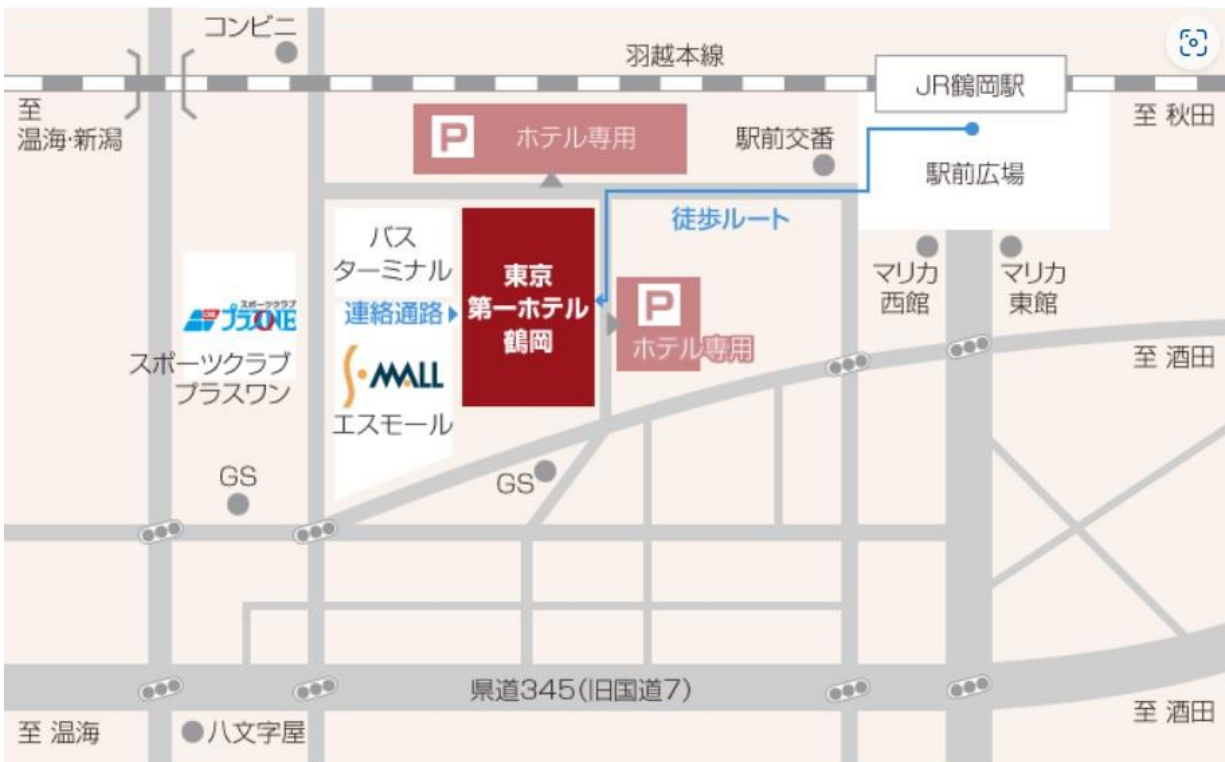 コンビニ
羽越本線
JR鶴岡駅
至
温海・新潟
至 秋田
P ホテル専用
駅前交番
駅前広場
徒歩ルート
バス
ターミナル
東京
第一ホテル
鶴岡
マリカ
西館
マリカ
東館
スポーツクラブ
プラスONE
連絡通路
P
ホテル専用
スポーツクラブ
プラスワン
S・MALL
エスモール
至 酒田
GS
GS
県道345(旧国道7)
至 温海
八文字屋
至 酒田